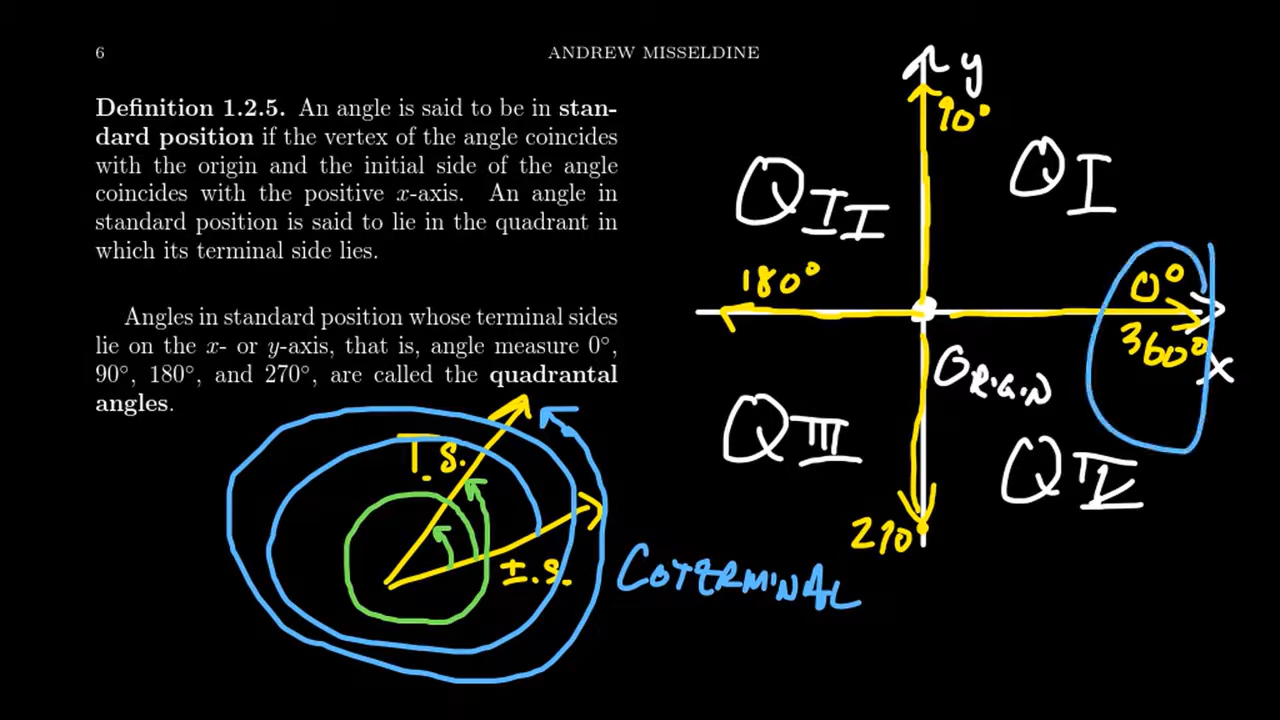 6 ANDREW MISSELDINE
Definition 1.2.5. An angle is said to be in stan-
dard position if the vertex of the angle coincides
with the origin and the initial side of the angle
coincides with the positive x-axis. An angle in
standard position is said to lie in the quadrant in
which its terminal side lies.
Angles in standard position whose terminal sides
lie on the x- or y-axis, that is, angle measure 0°,
90°, 180°, and 270°, are called the quadrantal
angles.
T.S.
I.S.
COTERMINAL
y
90°
QI
QII
180°
0°
360°
x
ORIGIN
QIII
QIV
270°